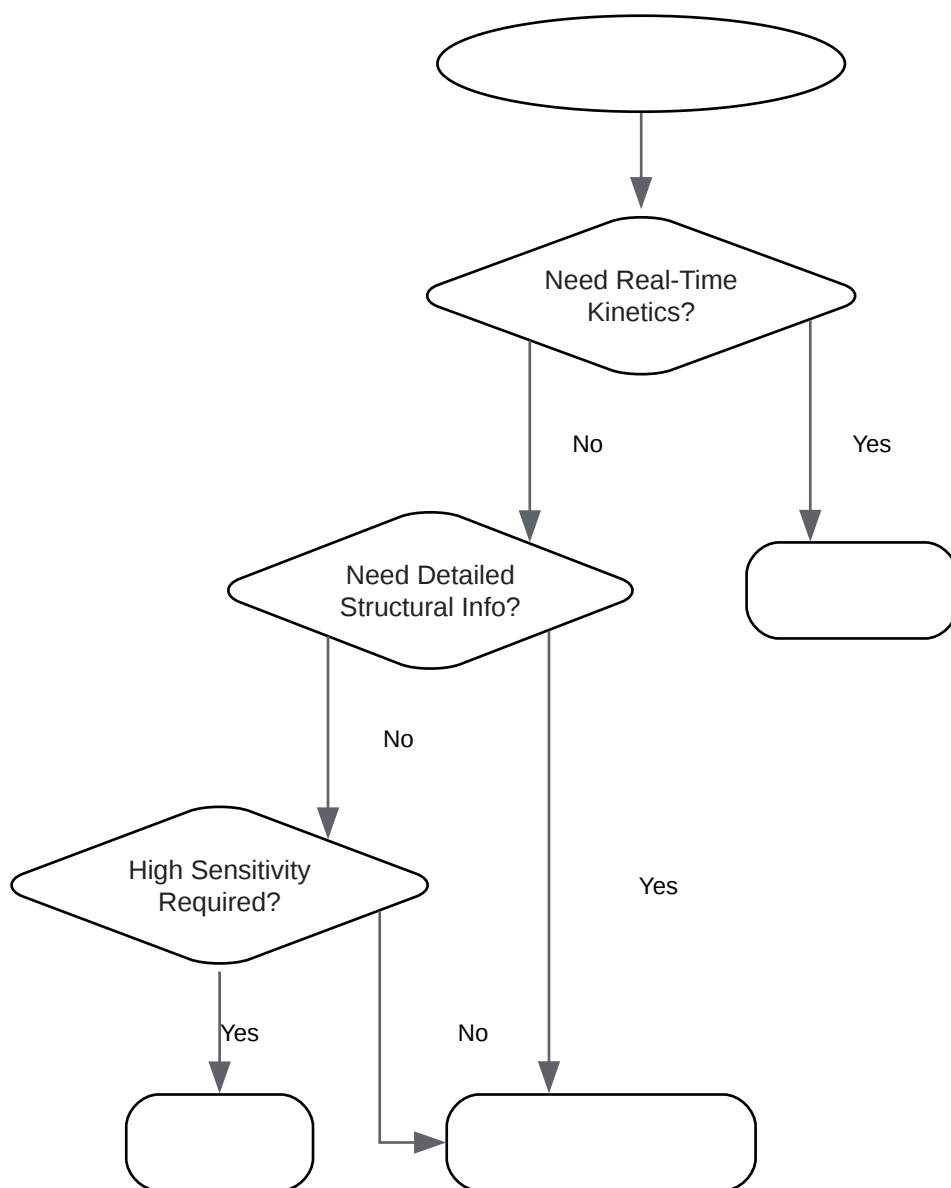 Need Real-Time
Kinetics?
No
Yes
Need Detailed
Structural Info?
No
High Sensitivity
Required?
Yes
Yes
No